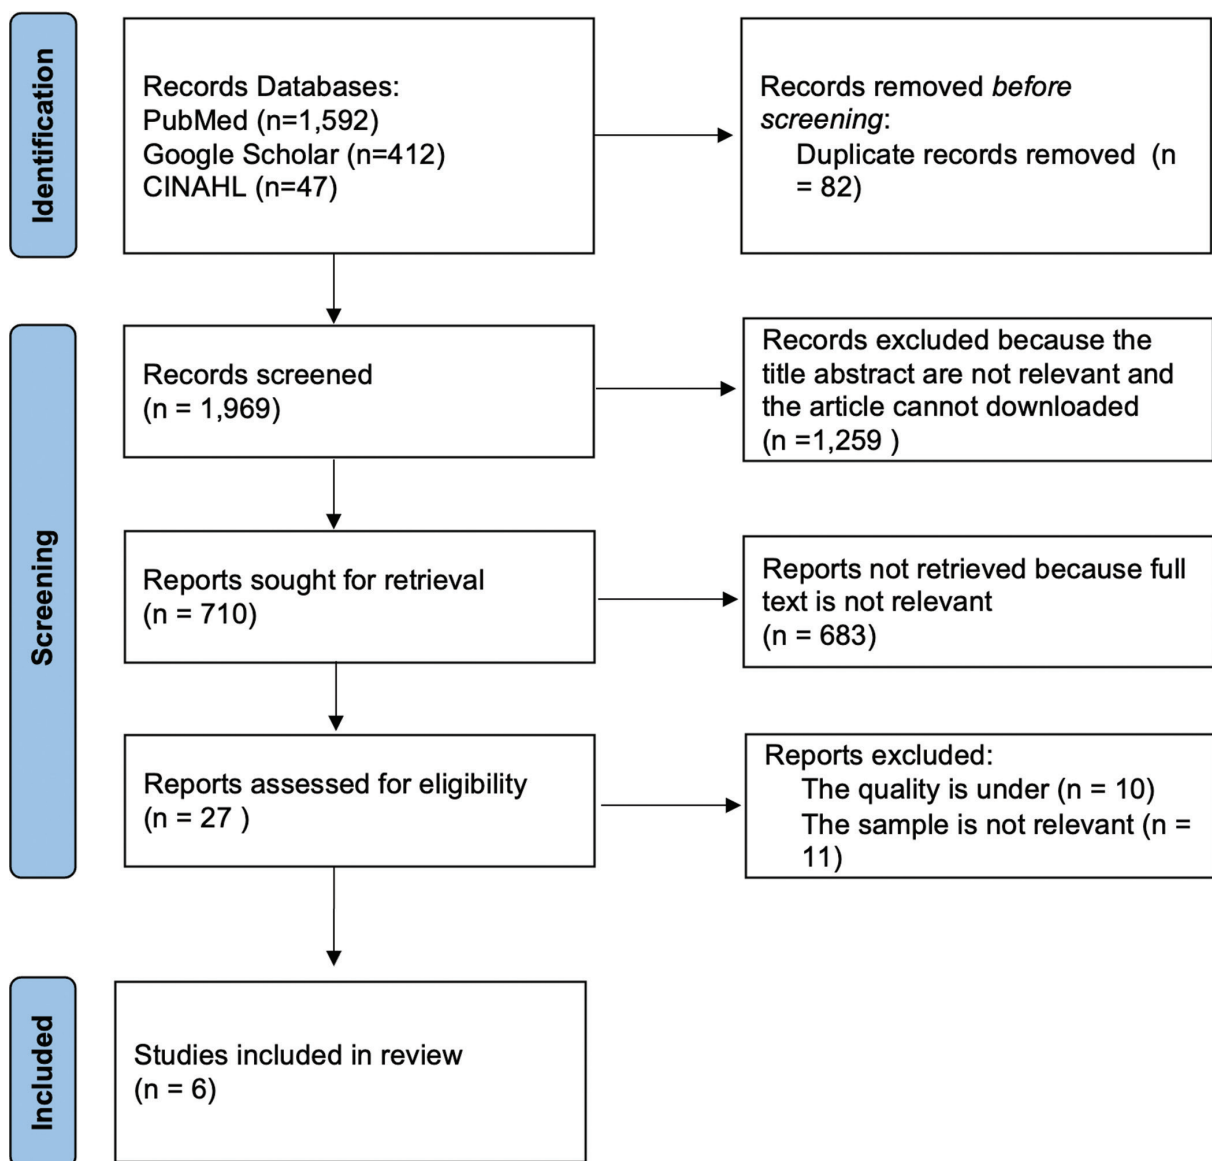 Identification
Records Databases:
PubMed (n=1,592)
Google Scholar (n=412)
CINAHL (n=47)
Records removed before
screening:
Duplicate records removed  (n
= 82)
Screening
Records screened
(n = 1,969)
Records excluded because the
title abstract are not relevant and
the article cannot downloaded
(n =1,259 )
Reports sought for retrieval
(n = 710)
Reports not retrieved because full
text is not relevant
(n = 683)
Reports assessed for eligibility
(n = 27 )
Reports excluded:
The quality is under (n = 10)
The sample is not relevant (n =
11)
Included
Studies included in review
(n = 6)